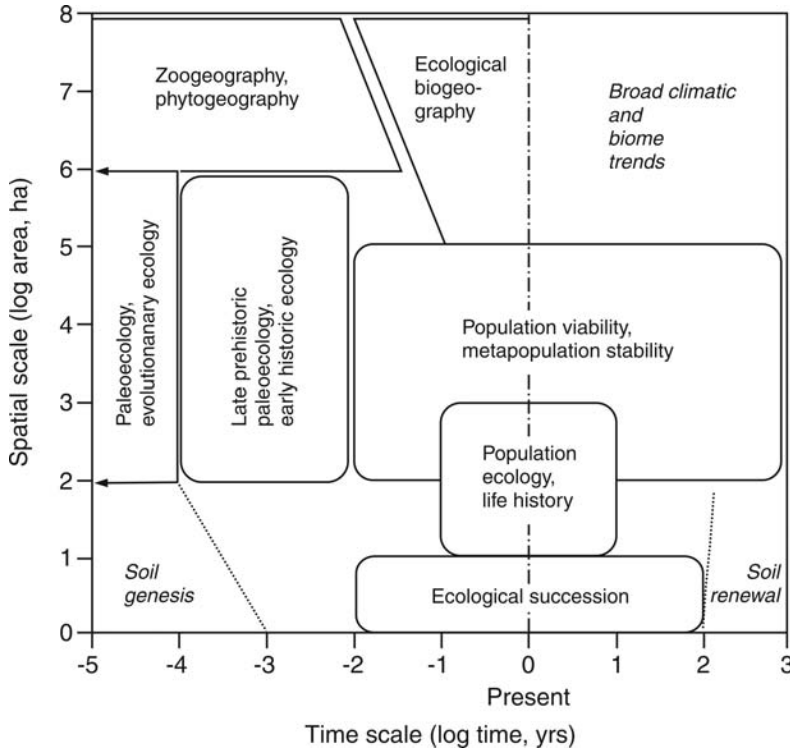 Spatial scale (log area, ha)
8
7
6
5
4
3
2
1
0
Zoogeography,
phytogeography
Ecological
biogeo-
graphy
Broad climatic
and
biome
trends
Paleoecology,
evolutionanary ecology
Late prehistoric
paleoecology,
early historic ecology
Population viability,
metapopulation stability
Population
ecology,
life history
Soil
genesis
Ecological succession
Soil
renewal
-5 -4 -3 -2 -1 0 1 2 3
Present
Time scale (log time, yrs)